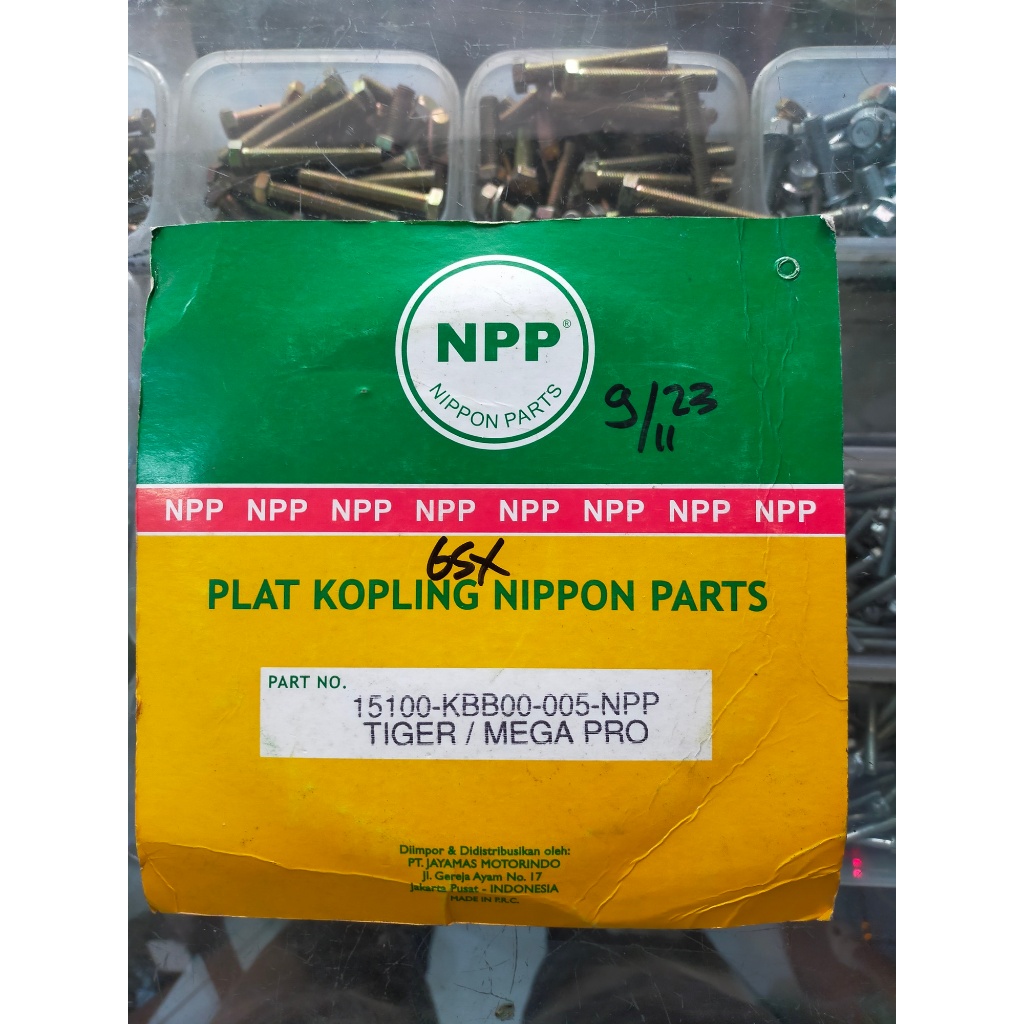 NPP®
NIPPON PARTS
9/11 23
NPP NPP NPP NPP NPP NPP NPP NPP
GSX
PLAT KOPLING NIPPON PARTS
PART NO.
15100-KBB00-005-NPP
TIGER / MEGA PRO
Diimpor & Didistribusikan oleh:
PT. JAYAMAS MOTORINDO
Jl. Gereja Ayam No. 17
Jakarta Pusat - INDONESIA
MADE IN P.R.C.